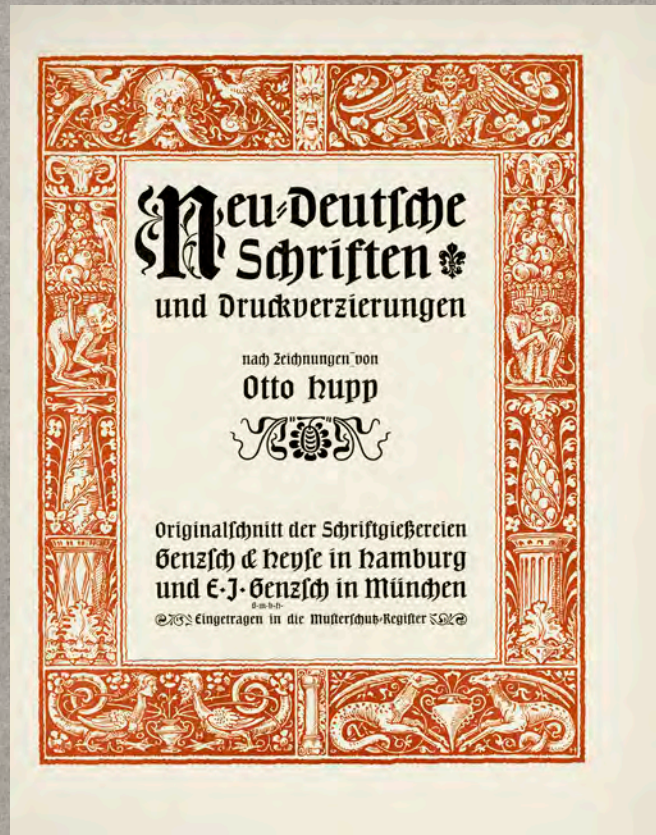 Neu⸗Deutſche
Schriften
und Druckverzierungen
nach Zeichnungen von
Otto Hupp
Originalſchnitt der Schriftgießereien
Genzſch & Heyſe in Hamburg
und E·J·Genzſch in München
G·m·b·H·
Eingetragen in die Muſterſchutz⸗Regiſter